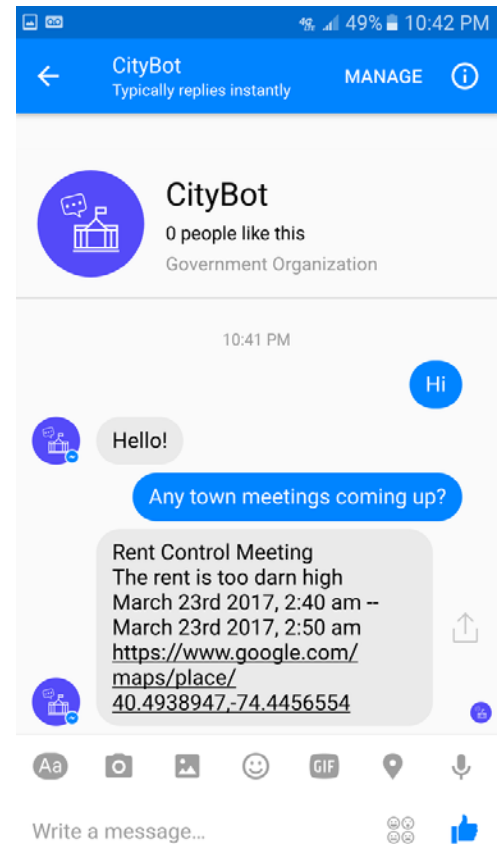 4G 49% 10:42 PM
CityBot
Typically replies instantly
MANAGE
CityBot
0 people like this
Government Organization
10:41 PM
Hi
Hello!
Any town meetings coming up?
Rent Control Meeting
The rent is too darn high
March 23rd 2017, 2:40 am --
March 23rd 2017, 2:50 am
https://www.google.com/
maps/place/
40.4938947,-74.4456554
Aa
GIF
Write a message...